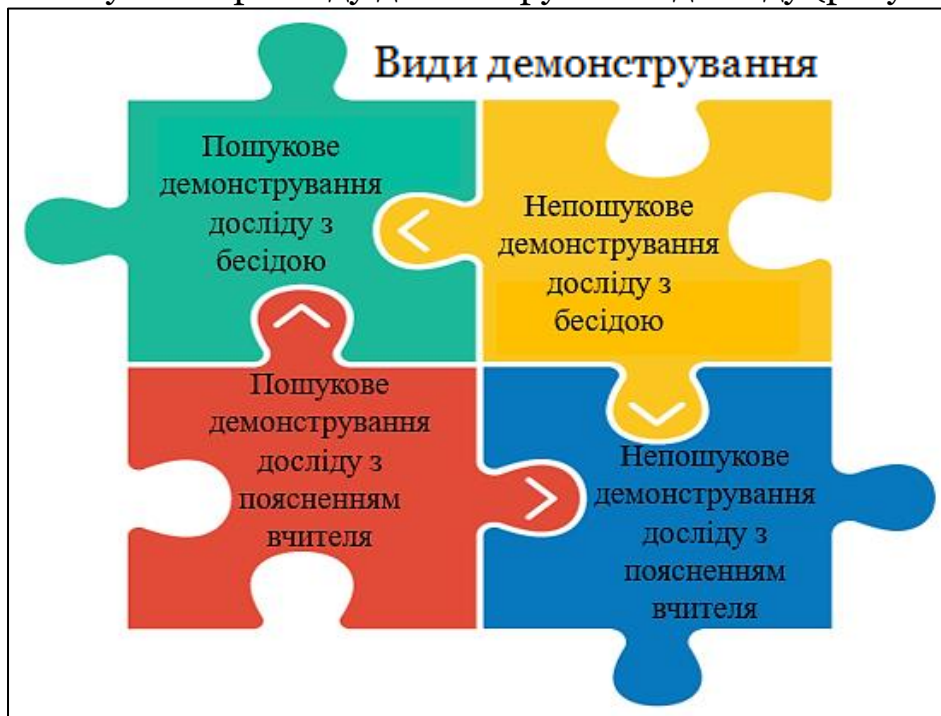 Види демонстрування
Пошукове
демонстрування
досліду з
бесідою
Непошукове
демонстрування
досліду з
бесідою
Пошукове
демонстрування
досліду з
поясненням
вчителя
Непошукове
демонстрування
досліду з
поясненням
вчителя